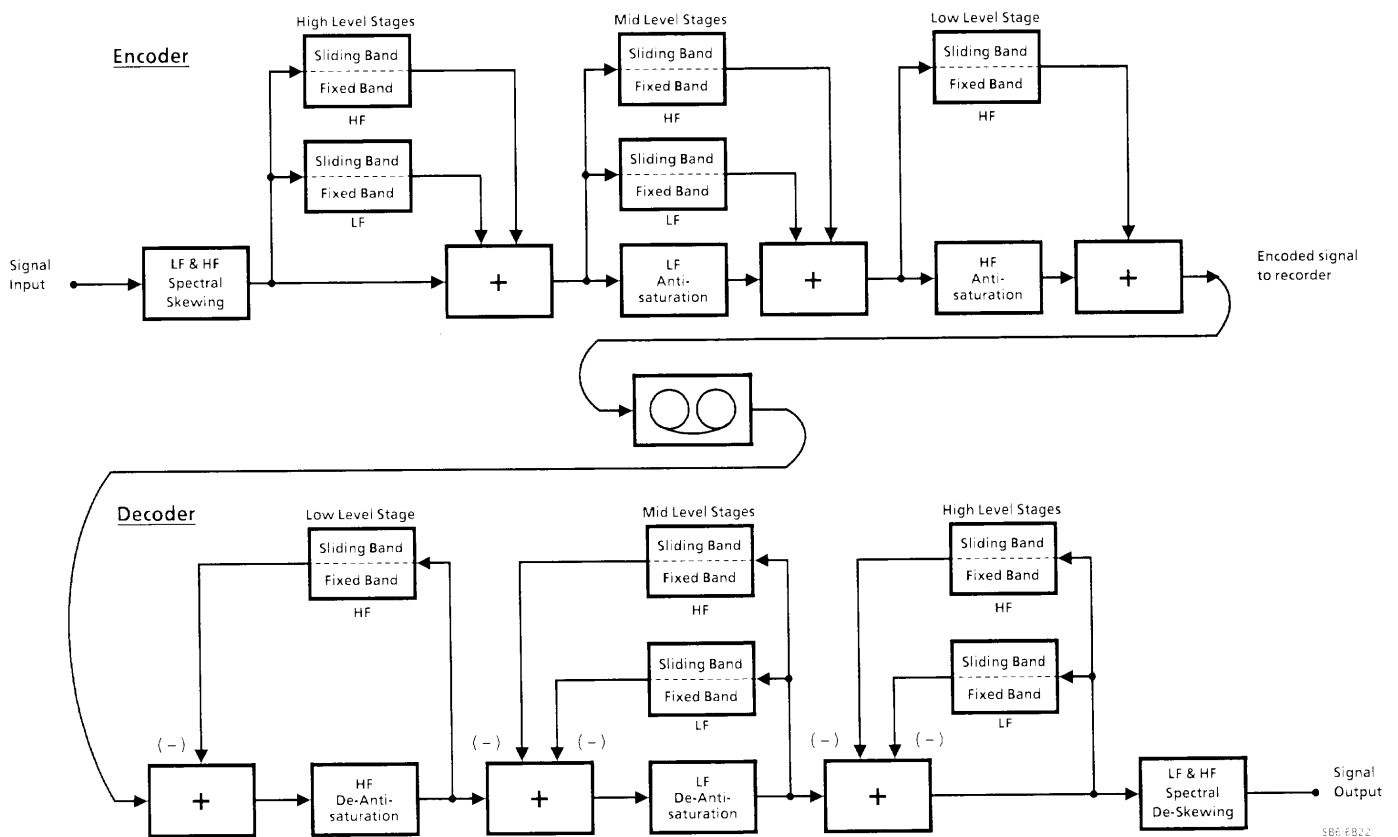 High Level Stages
Mid Level Stages
Low Level Stage
Encoder
Sliding Band
Fixed Band
HF
Sliding Band
Fixed Band
HF
Sliding Band
Fixed Band
HF
Sliding Band
Fixed Band
LF
Sliding Band
Fixed Band
LF
Signal
Input
LF & HF
Spectral
Skewing
+
LF
Anti-
saturation
+
HF
Anti-
saturation
+
Encoded signal
to recorder
Decoder
Low Level Stage
Mid Level Stages
High Level Stages
Sliding Band
Fixed Band
HF
Sliding Band
Fixed Band
HF
Sliding Band
Fixed Band
HF
Sliding Band
Fixed Band
LF
Sliding Band
Fixed Band
LF
(-)
(-)
(-)
(-)
(-)
+
HF
De-Anti-
saturation
+
LF
De-Anti-
saturation
+
LF & HF
Spectral
De-Skewing
Signal
Output
S86/6822